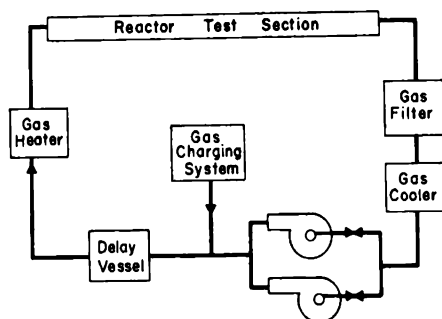 Reactor Test Section
Gas
Heater
Gas
Charging
System
Gas
Filter
Gas
Cooler
Delay
Vessel